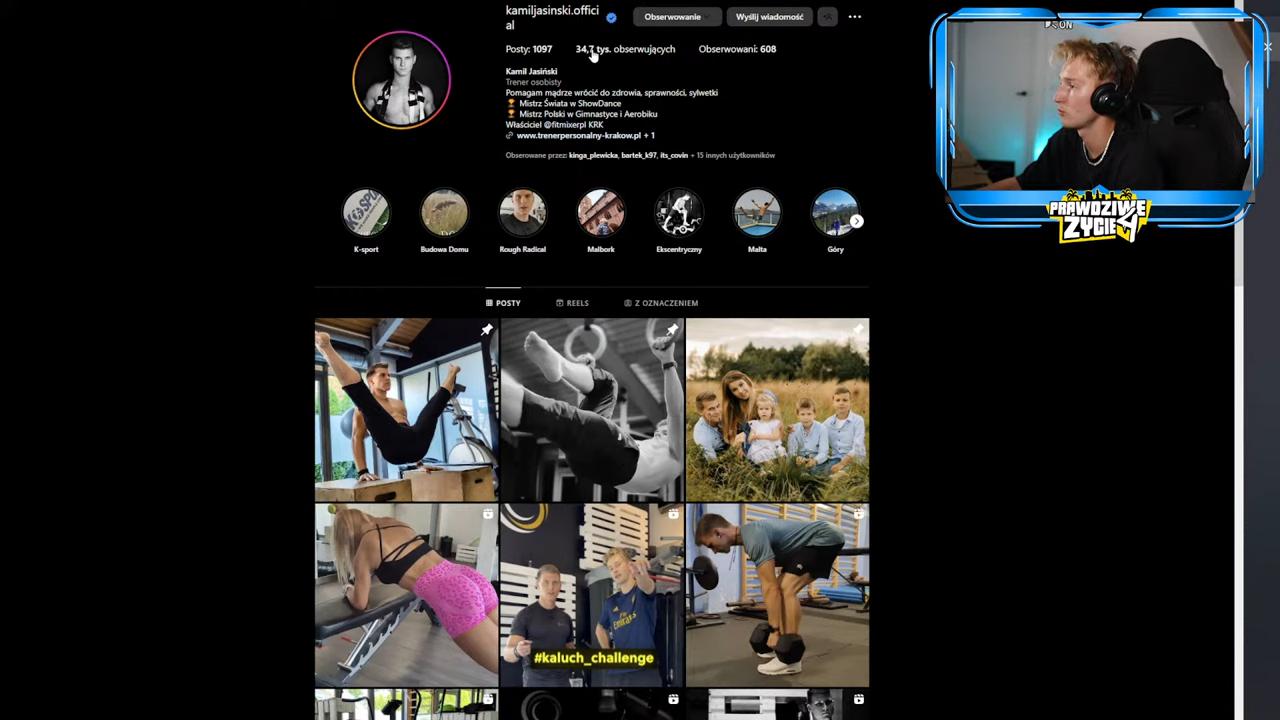 kamiljasinski.offici
al
Obserwowanie
Wyślij wiadomość
Posty: 1097
34,7 tys. obserwujących
Obserwowani: 608
Kamil Jasiński
Trener osobisty
Pomagam mądrze wrócić do zdrowia, sprawności, sylwetki
Mistrz Świata w ShowDance
Mistrz Polski w Gimnastyce i Aerobiku
Właściciel @fitmixerpl KRK
www.trenerpersonalny-krakow.pl + 1
Obserwowane przez: kinga_plewicka, bartek_k97, its_covin + 15 innych użytkowników
K-sport
Budowa Domu
Rough Radical
Malbork
Ekscentryczny
Malta
Góry
POSTY
REELS
Z OZNACZENIEM
Emirates
#kaluch_challenge
ON
PRAWDZIWE
ŻYCIE